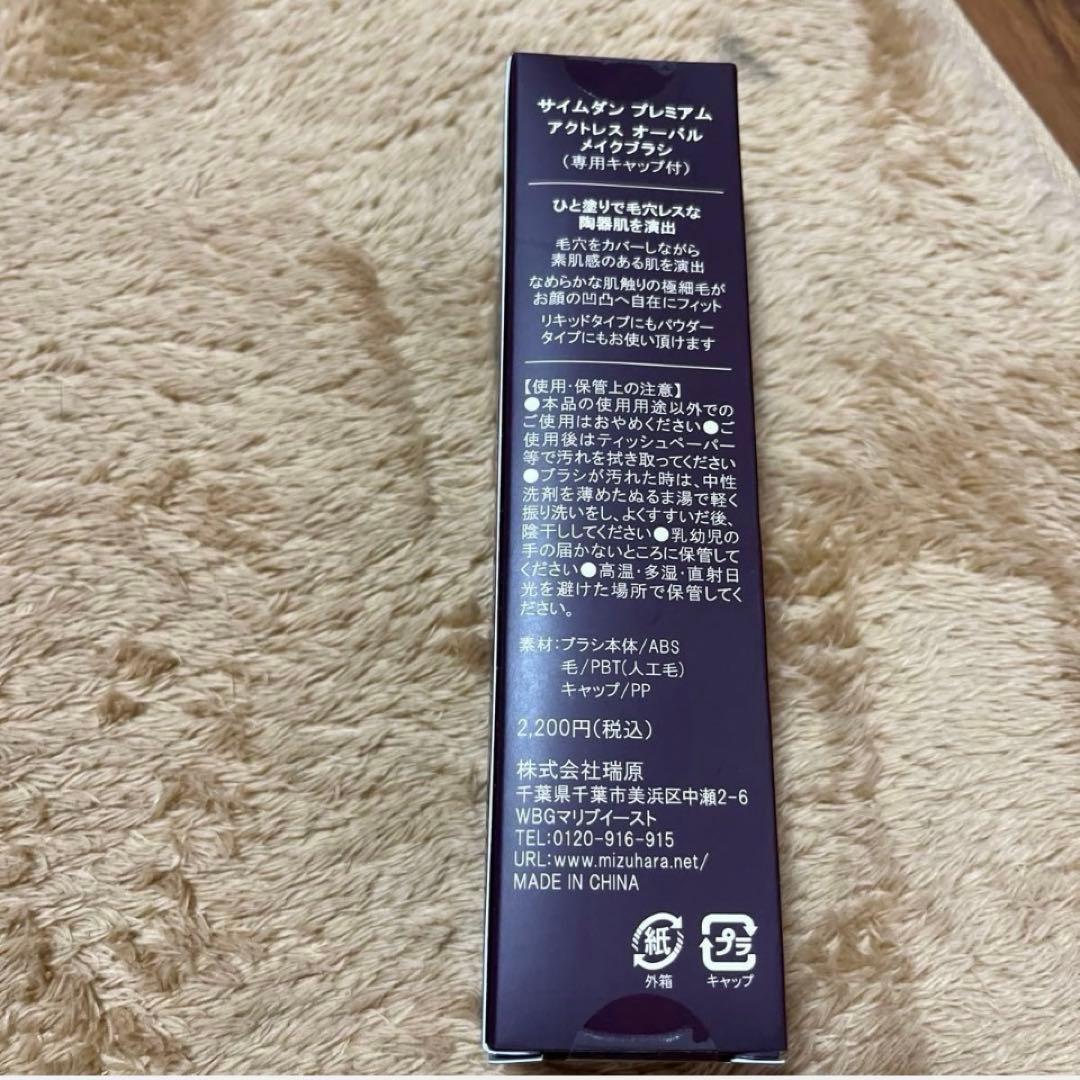 サイムダン プレミアム
アクトレス オーバル
メイクブラシ
(専用キャップ付)
ひと塗りで毛穴レスな
陶器肌を演出
毛穴をカバーしながら
素肌感のある肌を演出
なめらかな肌触りの極細毛が
お顔の凹凸へ自在にフィット
リキッドタイプにもパウダー
タイプにもお使い頂けます
【使用・保管上の注意】
●本品の使用用途以外での
ご使用はおやめください●ご
使用後はティッシュペーパー
等で汚れを拭き取ってください
●ブラシが汚れた時は、中性
洗剤を薄めたぬるま湯で軽く
振り洗いをし、よくすすいだ後、
陰干ししてください●乳幼児の
手の届かないところに保管して
ください●高温・多湿・直射日
光を避けた場所で保管してく
ださい。
素材:ブラシ本体/ABS
毛/PBT(人工毛)
キャップ/PP
2,200円(税込)
株式会社瑞原
千葉県千葉市美浜区中瀬2-6
WBGマリブイースト
TEL:0120-916-915
URL:www.mizuhara.net/
MADE IN CHINA
紙 プラ
外箱 キャップ